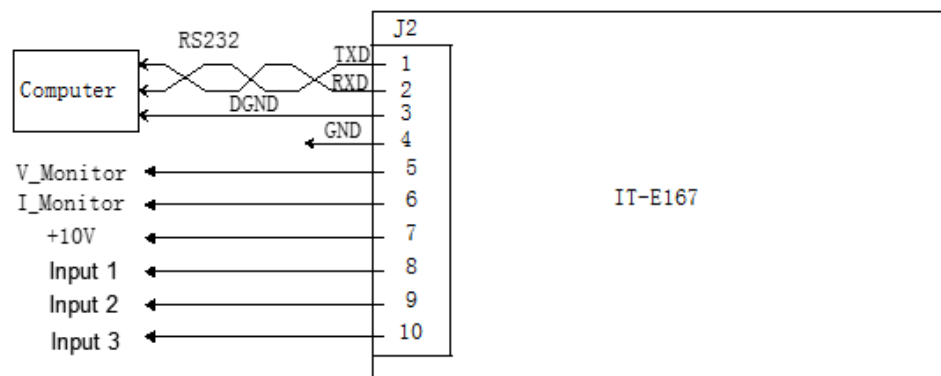 J2
RS232
TXD
1
Computer
RXD
2
DGND
3
GND
4
V_Monitor
5
I_Monitor
6
IT-E167
+10V
7
Input 1
8
Input 2
9
Input 3
10